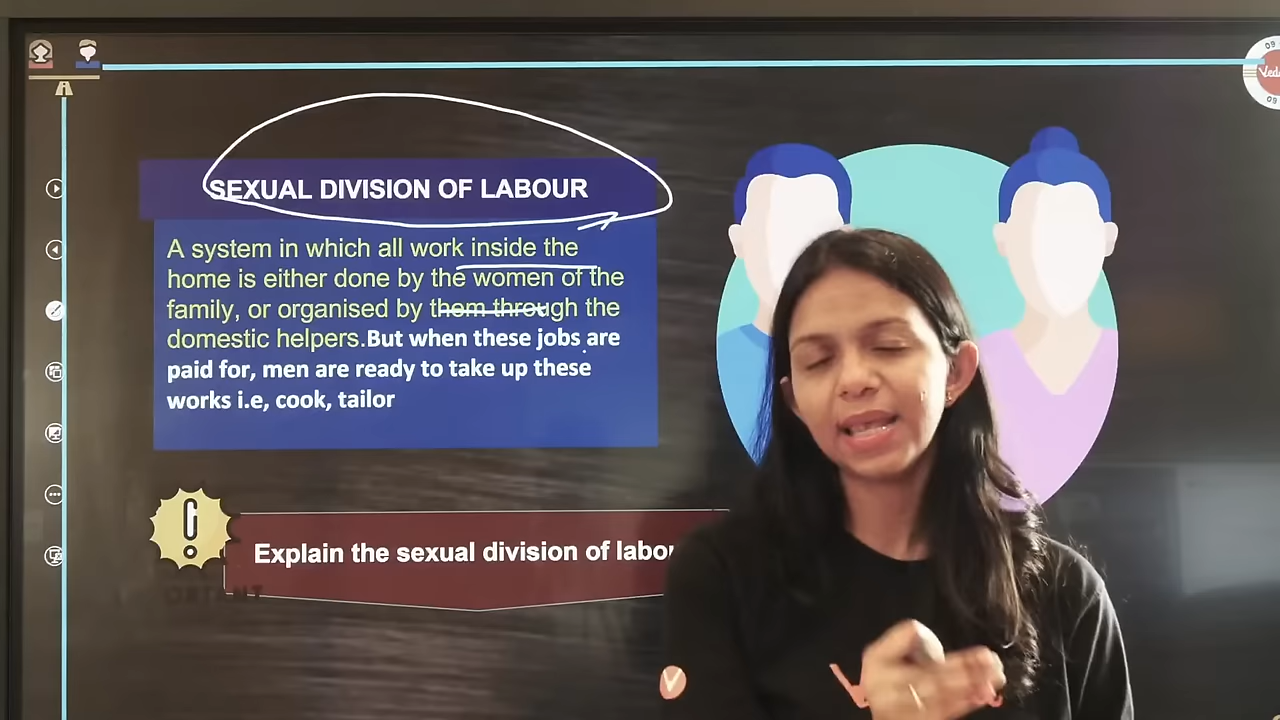 SEXUAL DIVISION OF LABOUR
A system in which all work inside the
home is either done by the women of the
family, or organised by them through the
domestic helpers.But when these jobs are
paid for, men are ready to take up these
works i.e, cook, tailor
Explain the sexual division of labou